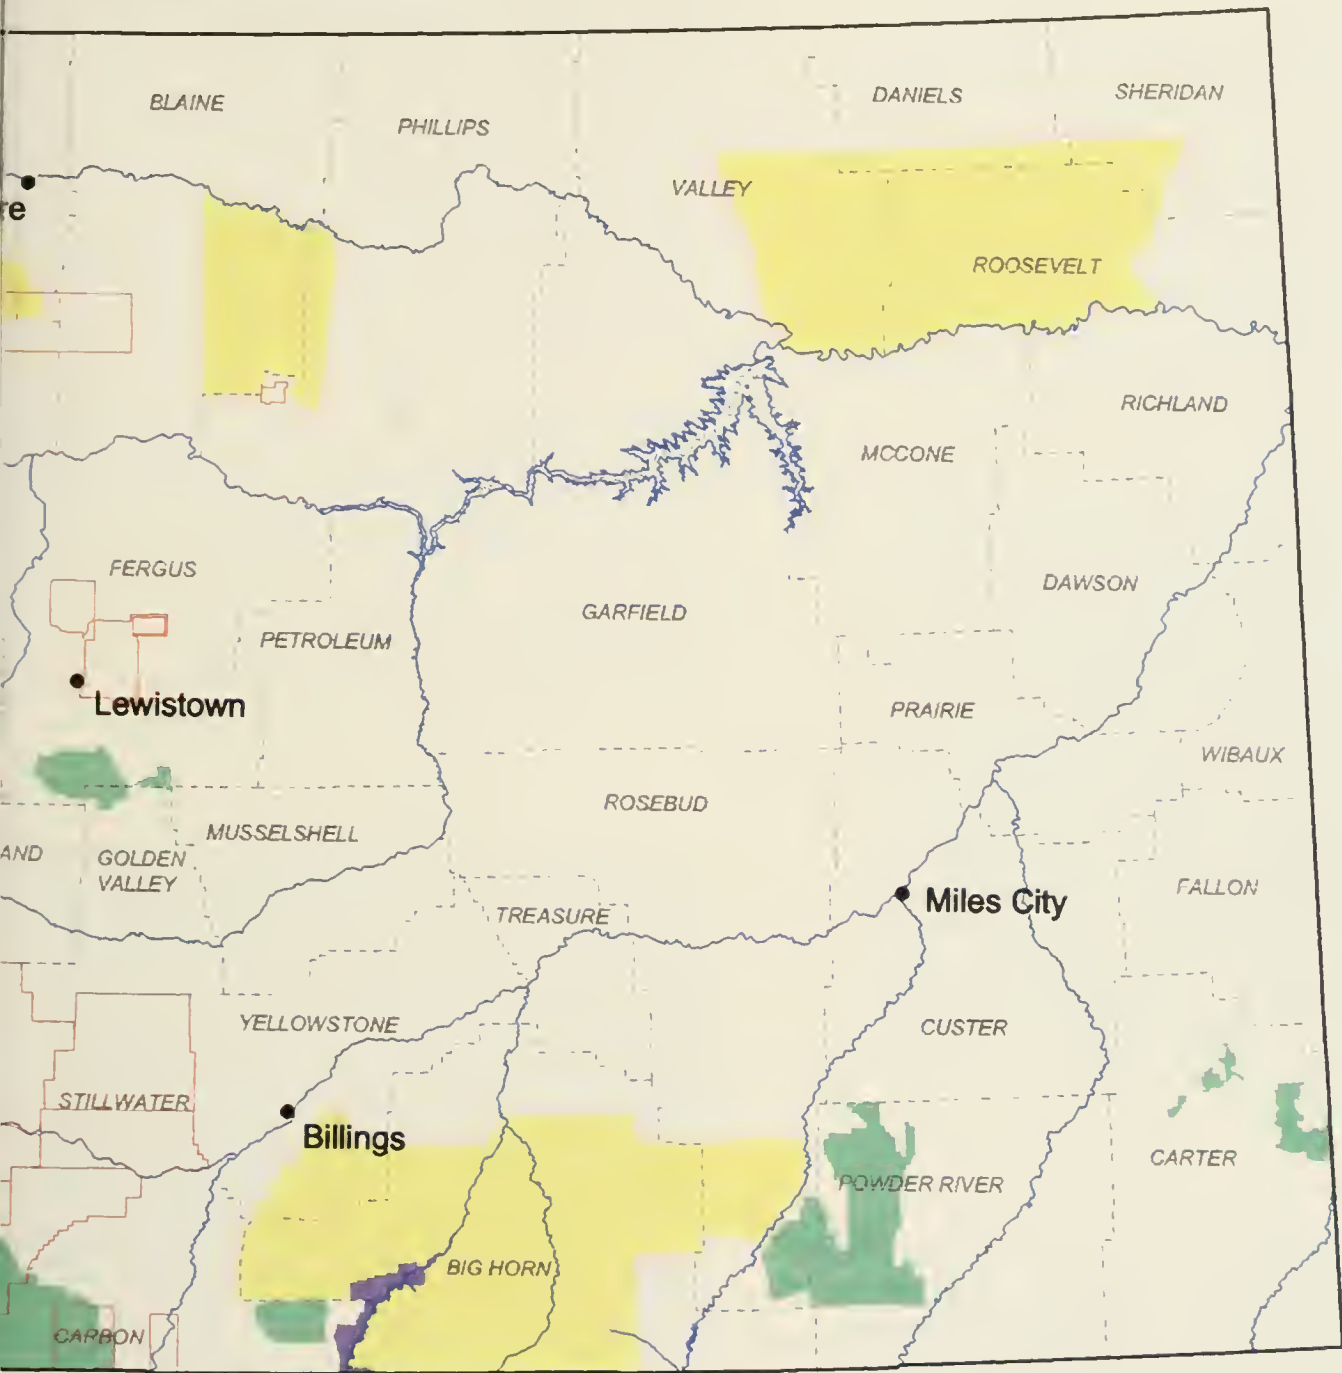 BLAINE
DANIELS
SHERIDAN
PHILLIPS
VALLEY
re
ROOSEVELT
RICHLAND
MCCONE
FERGUS
DAWSON
GARFIELD
PETROLEUM
Lewistown
PRAIRIE
WIBAUX
ROSEBUD
MUSSELSHELL
AND
GOLDEN
VALLEY
FALLON
Miles City
TREASURE
YELLOWSTONE
CUSTER
STILLWATER
Billings
CARTER
POWDER RIVER
BIG HORN
CARBON